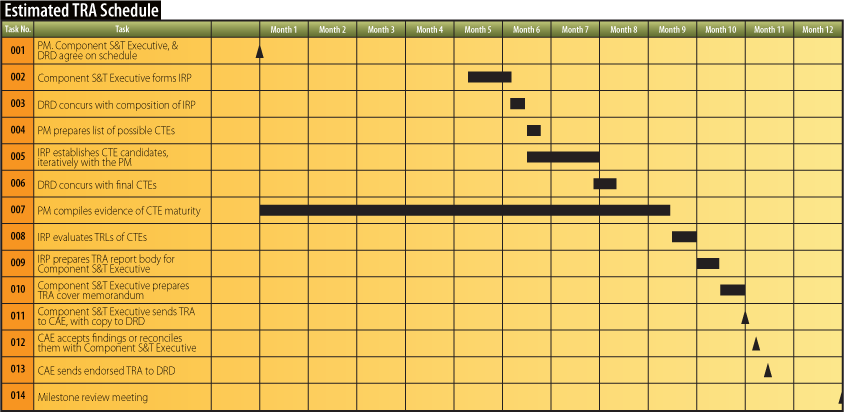 Estimated TRA Schedule
Task No. Task Month 1 Month 2 Month 3 Month 4 Month 5 Month 6 Month 7 Month 8 Month 9 Month 10 Month 11 Month 12
001 PM. Component S&T Executive, &
DRD agree on schedule
002 Component S&T Executive forms IRP
003 DRD concurs with composition of IRP
004 PM prepares list of possible CTEs
005 IRP establishes CTE candidates,
iteratively with the PM
006 DRD concurs with final CTEs
007 PM compiles evidence of CTE maturity
008 IRP evaluates TRLs of CTEs
009 IRP prepares TRA report body for
Component S&T Executive
010 Component S&T Executive prepares
TRA cover memorandum
011 Component S&T Executive sends TRA
to CAE, with copy to DRD
012 CAE accepts findings or reconciles
them with Component S&T Executive
013 CAE sends endorsed TRA to DRD
014 Milestone review meeting